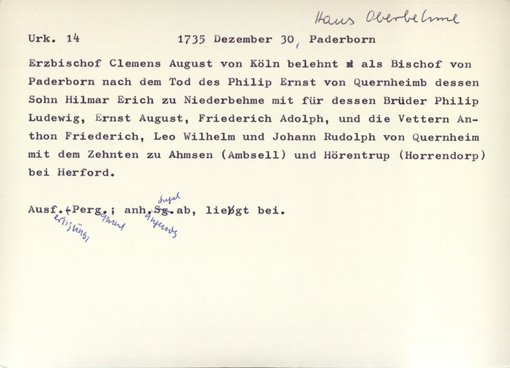 Haus Oberbehme
Urk. 14 1735 Dezember 30, Paderborn
Erzbischof Clemens August von Köln belehnt als Bischof von
Paderborn nach dem Tod des Philip Ernst von Quernheimb dessen
Sohn Hilmar Erich zu Niederbehme mit für dessen Brüder Philip
Ludwig, Ernst August, Friederich Adolph, und die Vettern An-
thon Friederich, Leo Wilhelm und Johann Rudolph von Quernheim
mit dem Zehnten zu Ahmsen (Ambsell) und Hörentrup (Horrendorp)
bei Herford.
Siegel
Ausf. Perg.; anh. Sg. ab, liegt bei.
ertigung,